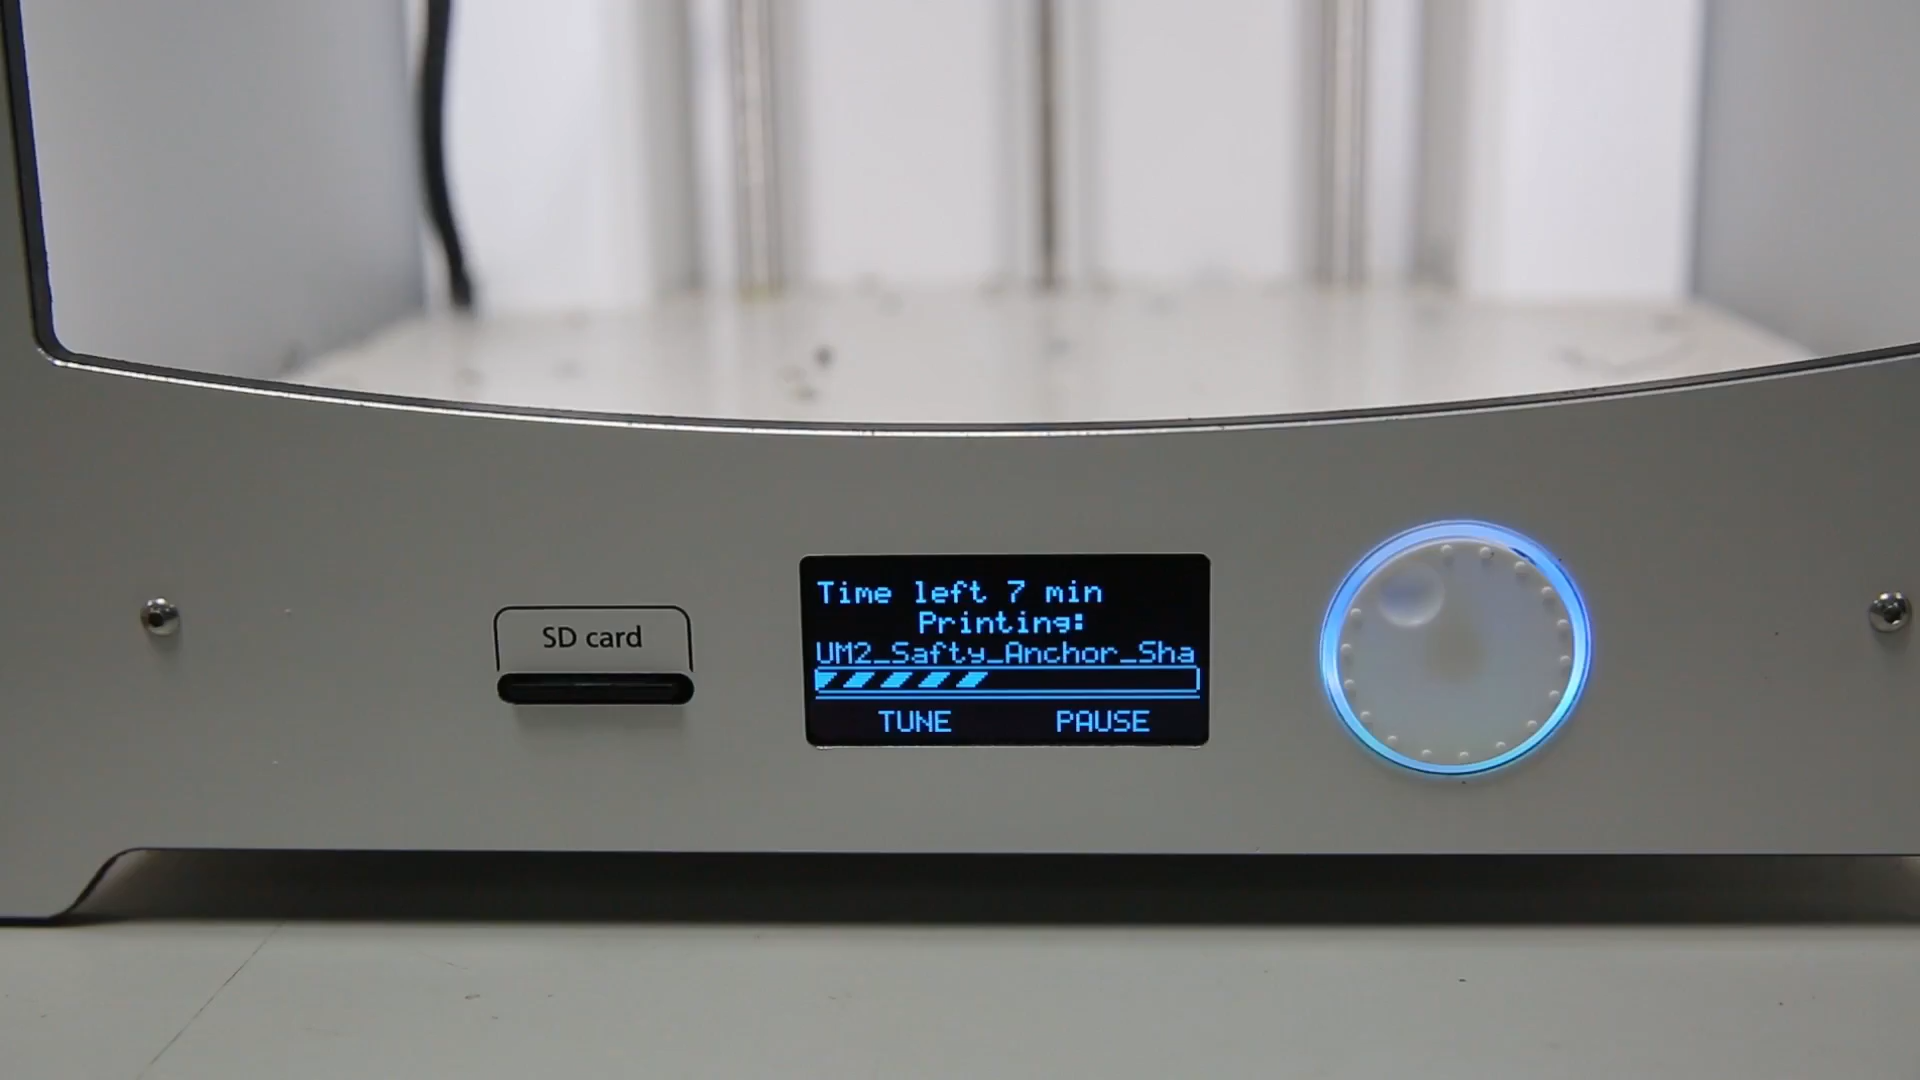 SD card
Time left 7 min
Printing:
UM2_Safty_Anchor_Sha
TUNE PAUSE